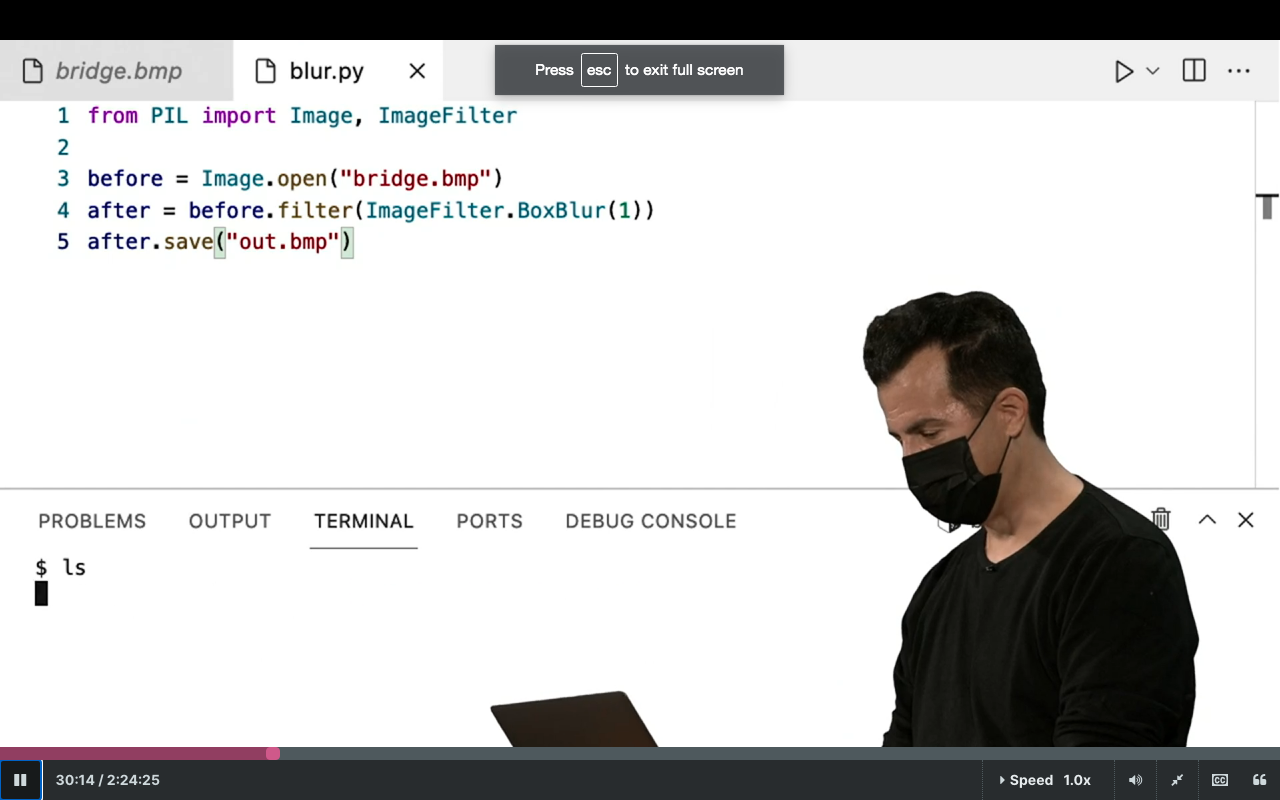 bridge.bmp
blur.py
Press esc to exit full screen
1 from PIL import Image, ImageFilter
2
3 before = Image.open("bridge.bmp")
4 after = before.filter(ImageFilter.BoxBlur(1))
5 after.save("out.bmp")
PROBLEMS OUTPUT TERMINAL PORTS DEBUG CONSOLE
$ ls
30:14 / 2:24:25
Speed 1.0x
CC